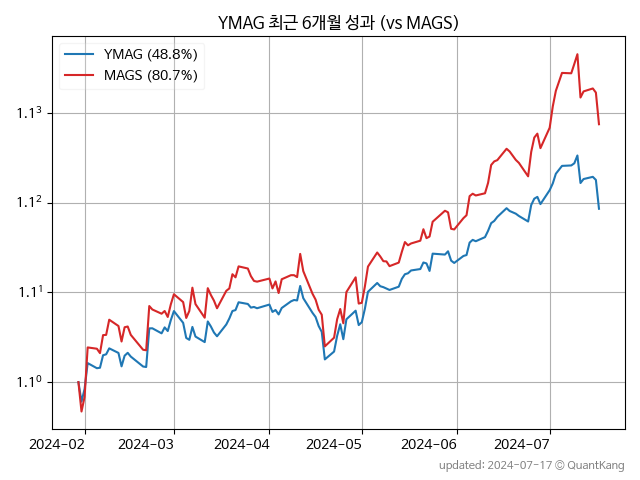 YMAG 최근 6개월 성과 (vs MAGS)
YMAG (48.8%)
MAGS (80.7%)
1.1³
1.1²
1.1¹
1.1⁰
2024-02 2024-03 2024-04 2024-05 2024-06 2024-07
updated: 2024-07-17 © QuantKang